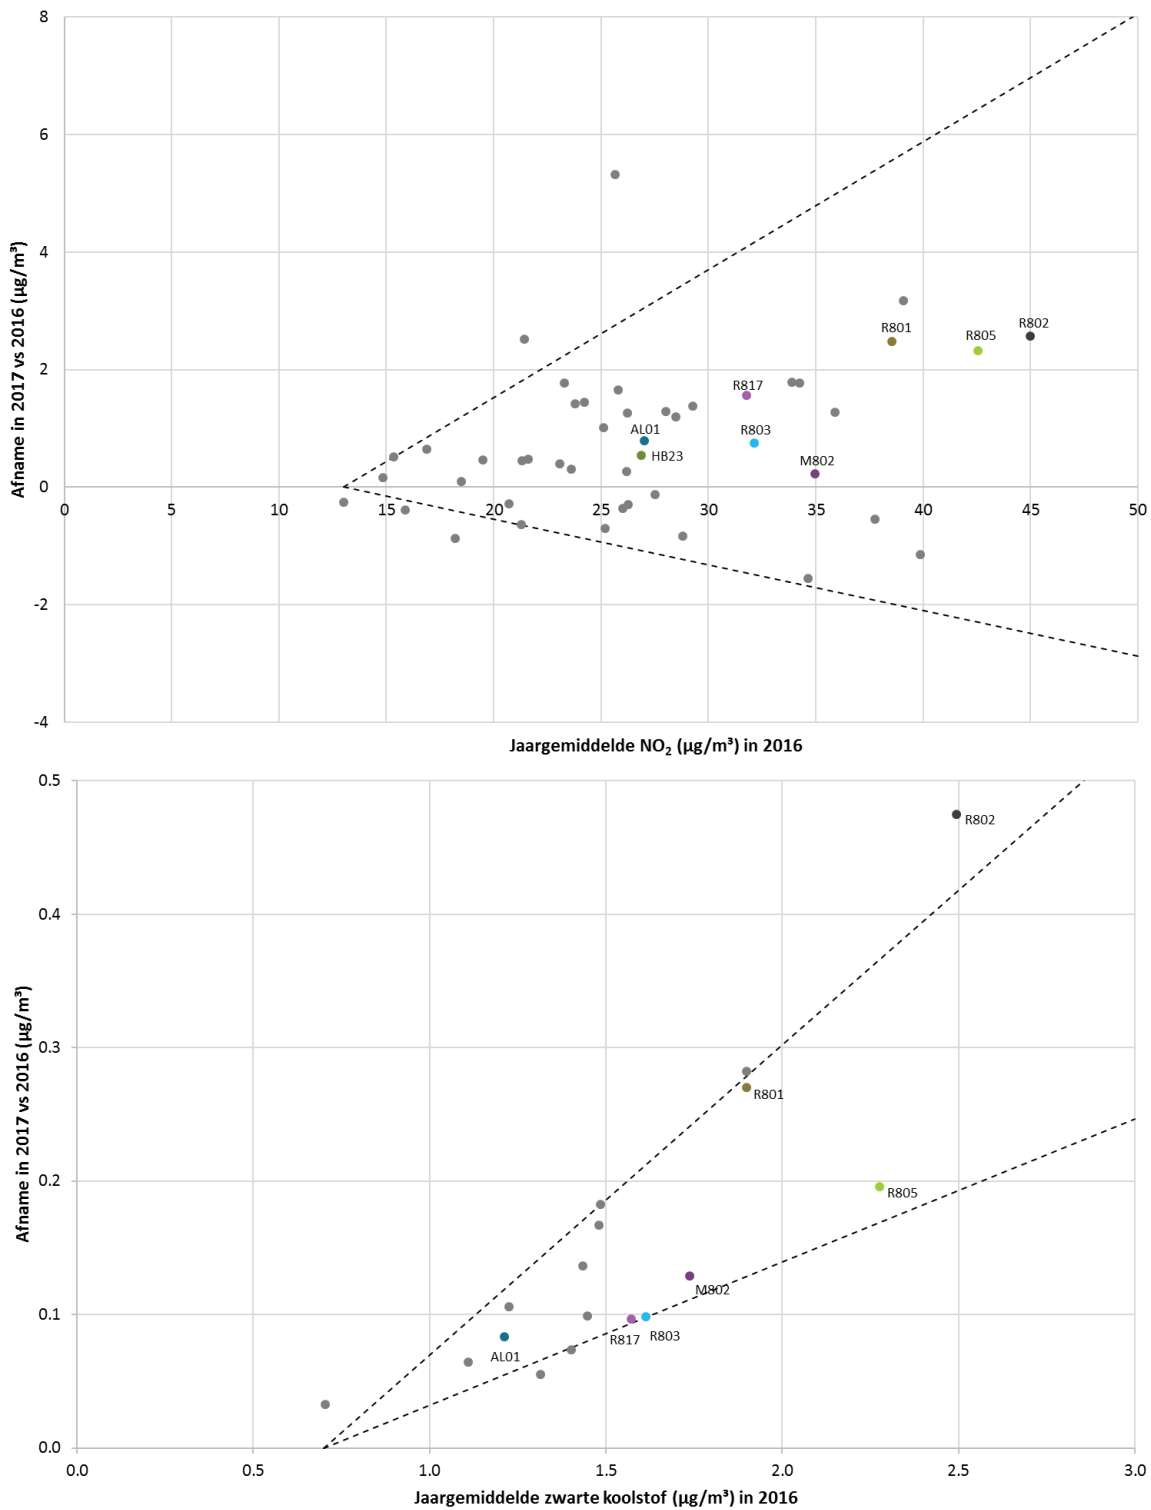 8
6
4
2
0
-2
-4
Afname in 2017 vs 2016 (µg/m³)
R801
R805
R802
R817
AL01
R803
HB23
M802
0 5 10 15 20 25 30 35 40 45 50
Jaargemiddelde NO₂ (µg/m³) in 2016
0.5
0.4
0.3
0.2
0.1
0.0
Afname in 2017 vs 2016 (µg/m³)
R802
R801
R805
M802
R817
R803
AL01
0.0 0.5 1.0 1.5 2.0 2.5 3.0
Jaargemiddelde zwarte koolstof (µg/m³) in 2016